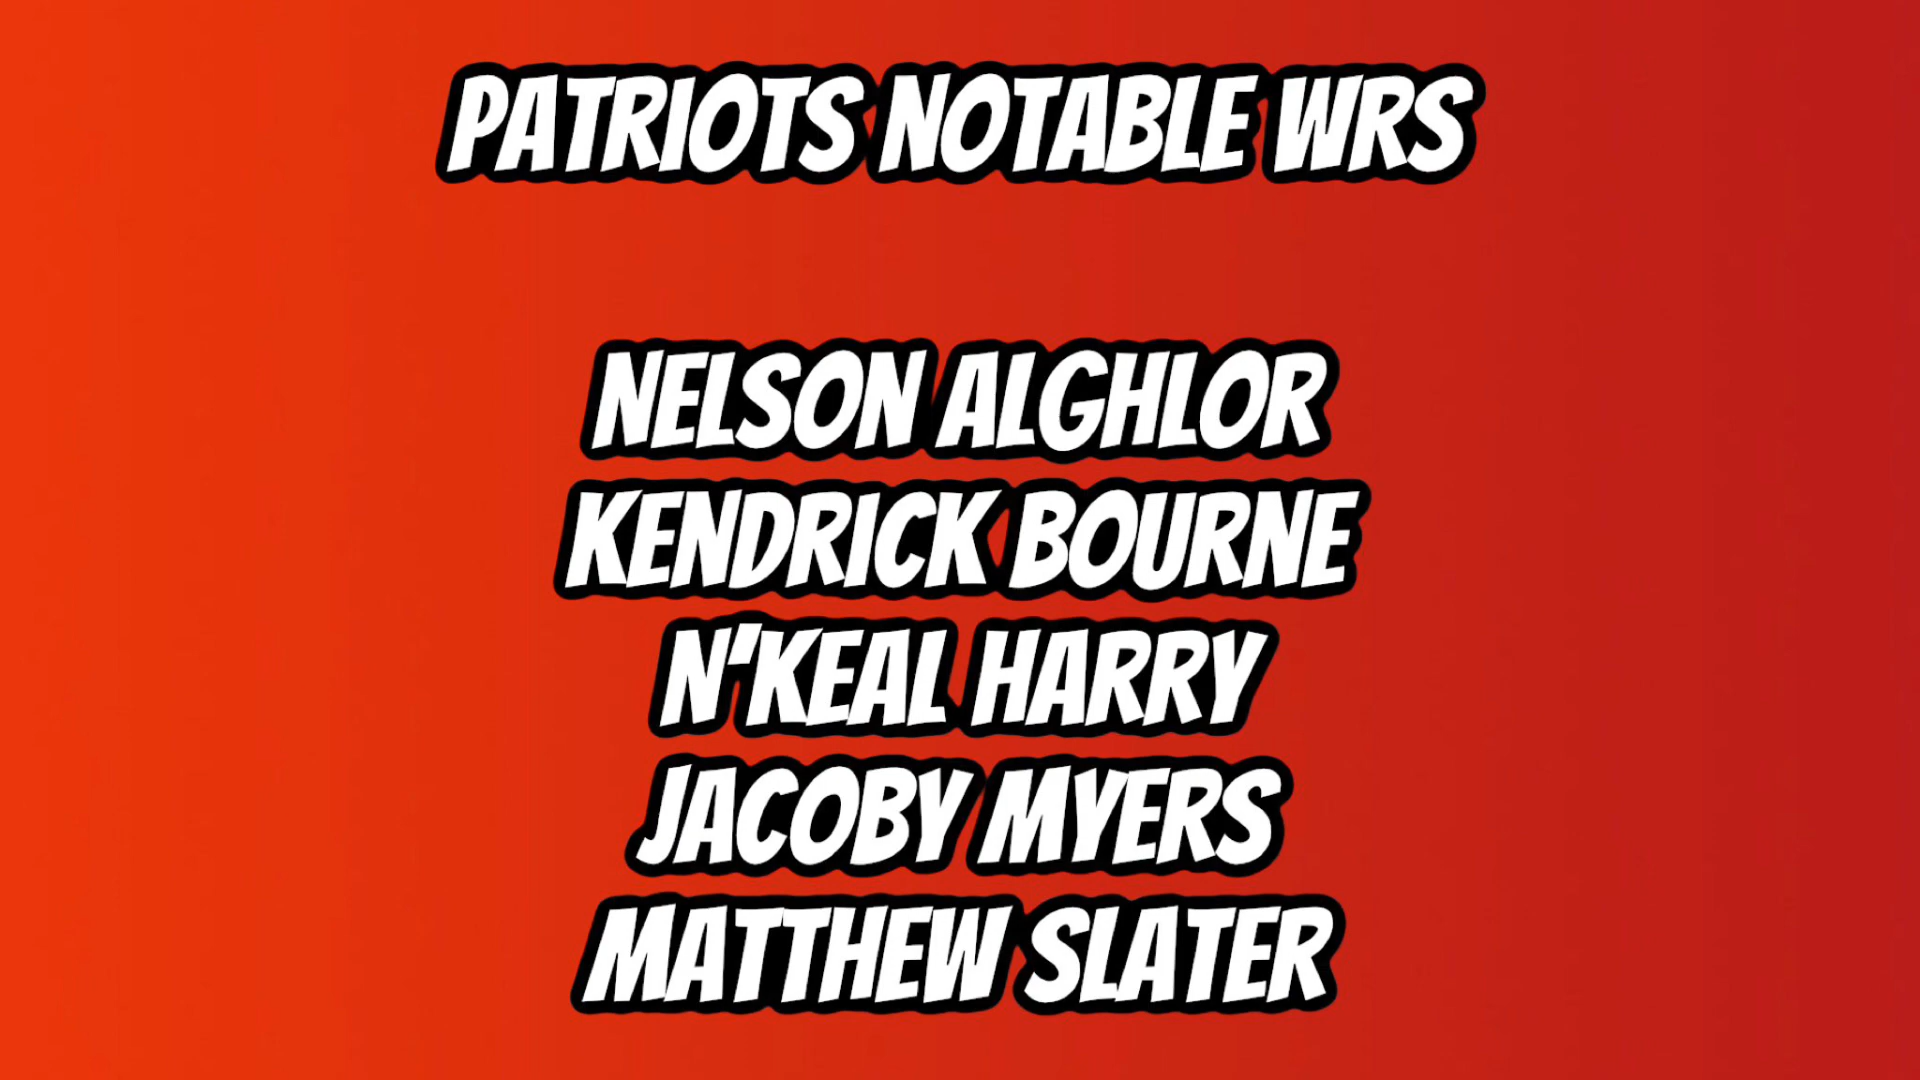 PATRIOTS NOTABLE WRS
NELSON ALGHLOR
KENDRICK BOURNE
N'KEAL HARRY
JACOBY MYERS
MATTHEW SLATER